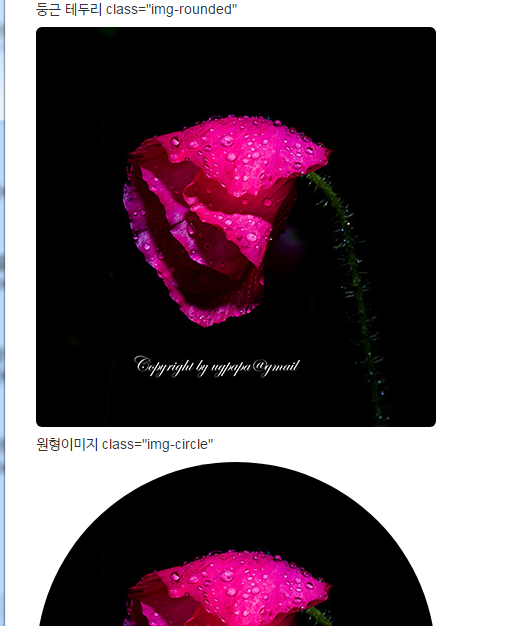 둥근 테두리 class="img-rounded"
Copyright by ugpapa@gmail
원형이미지 class="img-circle"